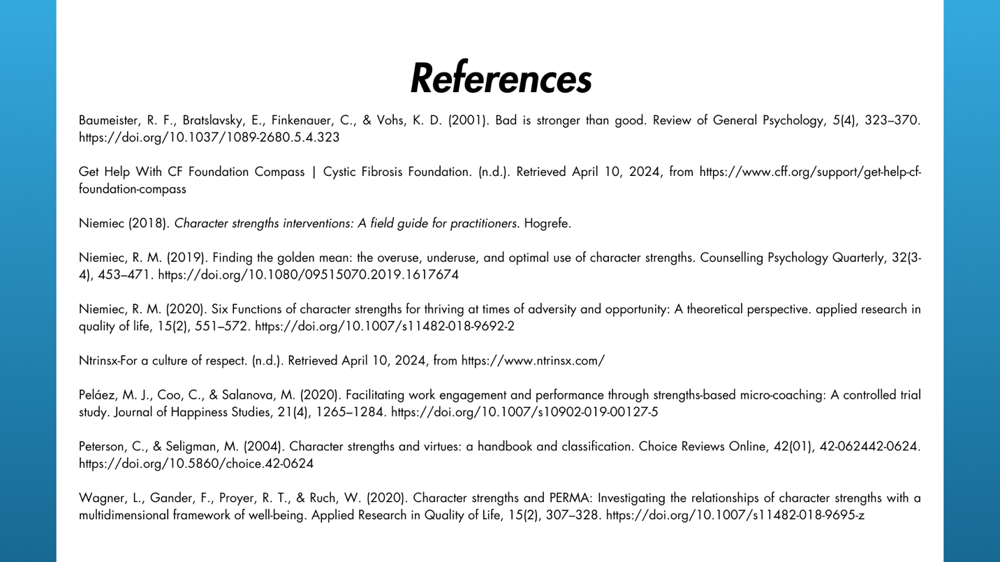 References
Baumeister, R. F., Bratslavsky, E., Finkenauer, C., & Vohs, K. D. (2001). Bad is stronger than good. Review of General Psychology, 5(4), 323–370.
https://doi.org/10.1037/1089-2680.5.4.323
Get Help With CF Foundation Compass | Cystic Fibrosis Foundation. (n.d.). Retrieved April 10, 2024, from https://www.cff.org/support/get-help-cf-
foundation-compass
Niemiec (2018). Character strengths interventions: A field guide for practitioners. Hogrefe.
Niemiec, R. M. (2019). Finding the golden mean: the overuse, underuse, and optimal use of character strengths. Counselling Psychology Quarterly, 32(3-
4), 453–471. https://doi.org/10.1080/09515070.2019.1617674
Niemiec, R. M. (2020). Six Functions of character strengths for thriving at times of adversity and opportunity: A theoretical perspective. applied research in
quality of life, 15(2), 551–572. https://doi.org/10.1007/s11482-018-9692-2
Ntrinsx-For a culture of respect. (n.d.). Retrieved April 10, 2024, from https://www.ntrinsx.com/
Peláez, M. J., Coo, C., & Salanova, M. (2020). Facilitating work engagement and performance through strengths-based micro-coaching: A controlled trial
study. Journal of Happiness Studies, 21(4), 1265–1284. https://doi.org/10.1007/s10902-019-00127-5
Peterson, C., & Seligman, M. (2004). Character strengths and virtues: a handbook and classification. Choice Reviews Online, 42(01), 42-062442-0624.
https://doi.org/10.5860/choice.42-0624
Wagner, L., Gander, F., Proyer, R. T., & Ruch, W. (2020). Character strengths and PERMA: Investigating the relationships of character strengths with a
multidimensional framework of well-being. Applied Research in Quality of Life, 15(2), 307–328. https://doi.org/10.1007/s11482-018-9695-z